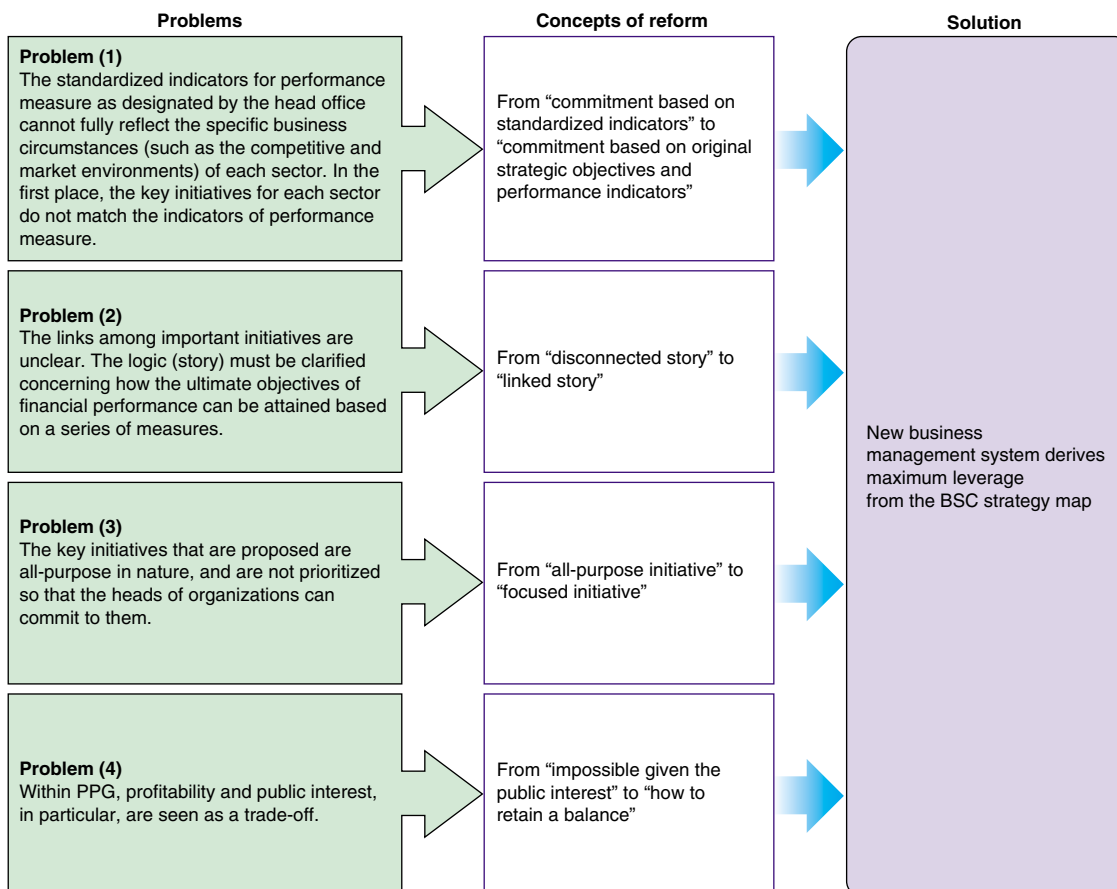 Problems
Concepts of reform
Solution
Problem (1)
The standardized indicators for performance
measure as designated by the head office
cannot fully reflect the specific business
circumstances (such as the competitive and
market environments) of each sector. In the
first place, the key initiatives for each sector
do not match the indicators of performance
measure.
From “commitment based on
standardized indicators” to
“commitment based on original
strategic objectives and
performance indicators”
Problem (2)
The links among important initiatives are
unclear. The logic (story) must be clarified
concerning how the ultimate objectives of
financial performance can be attained based
on a series of measures.
From “disconnected story” to
“linked story”
Problem (3)
The key initiatives that are proposed are
all-purpose in nature, and are not prioritized
so that the heads of organizations can
commit to them.
From “all-purpose initiative” to
“focused initiative”
Problem (4)
Within PPG, profitability and public interest,
in particular, are seen as a trade-off.
From “impossible given the
public interest” to “how to
retain a balance”
New business
management system derives
maximum leverage
from the BSC strategy map